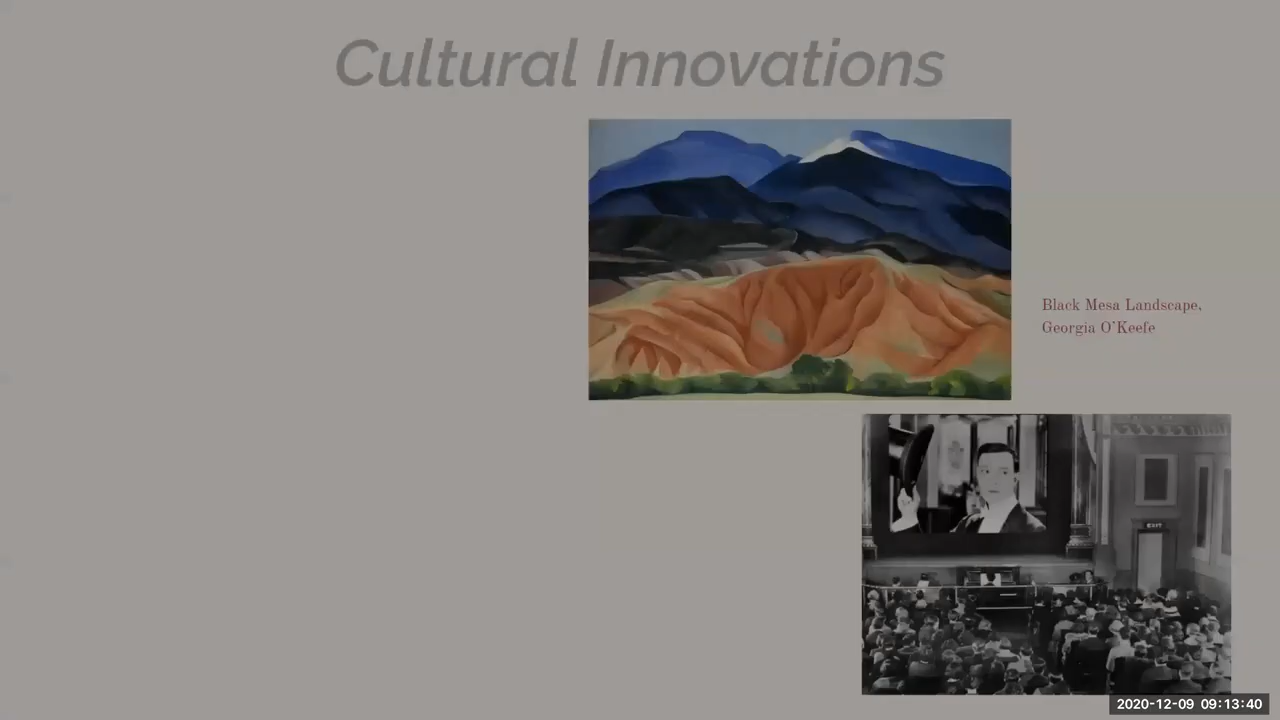 Cultural Innovations
Black Mesa Landscape,
Georgia O'Keefe
EXIT
2020-12-09 09:13:40